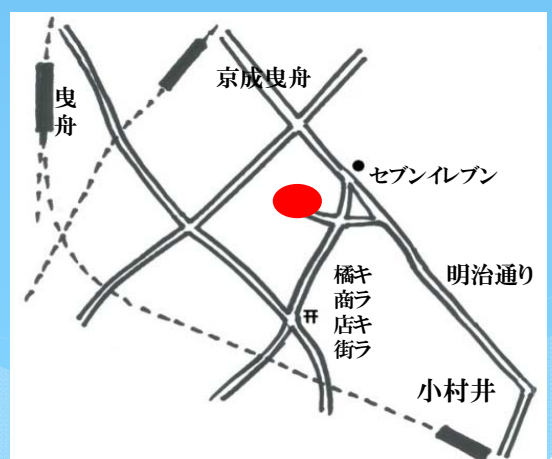 京成曳舟
曳舟
セブンイレブン
明治通り
キラキラ
橘商店街
小村井